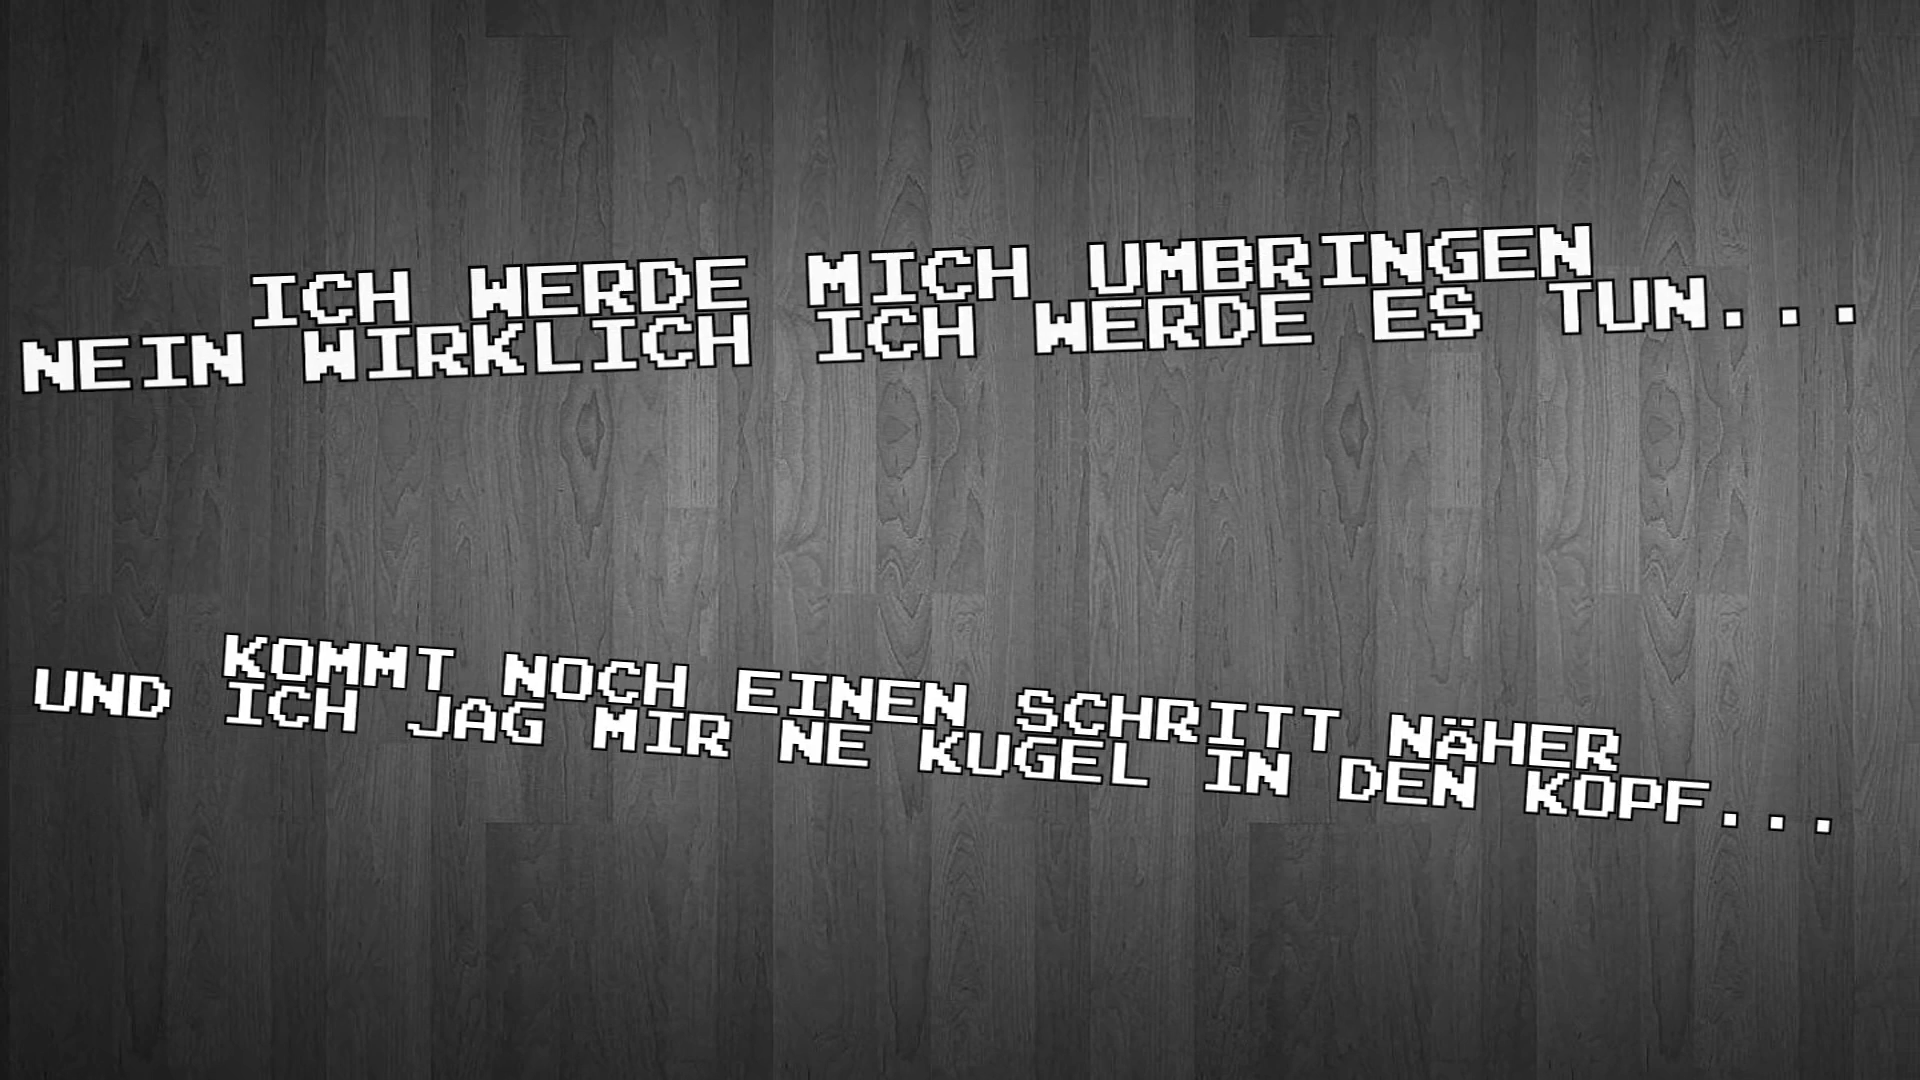 ICH WERDE MICH UMBRINGEN
NEIN WIRKLICH ICH WERDE ES TUN...
KOMMT NOCH EINEN SCHRITT NÄHER
UND ICH JAG MIR NE KUGEL IN DEN KOPF...